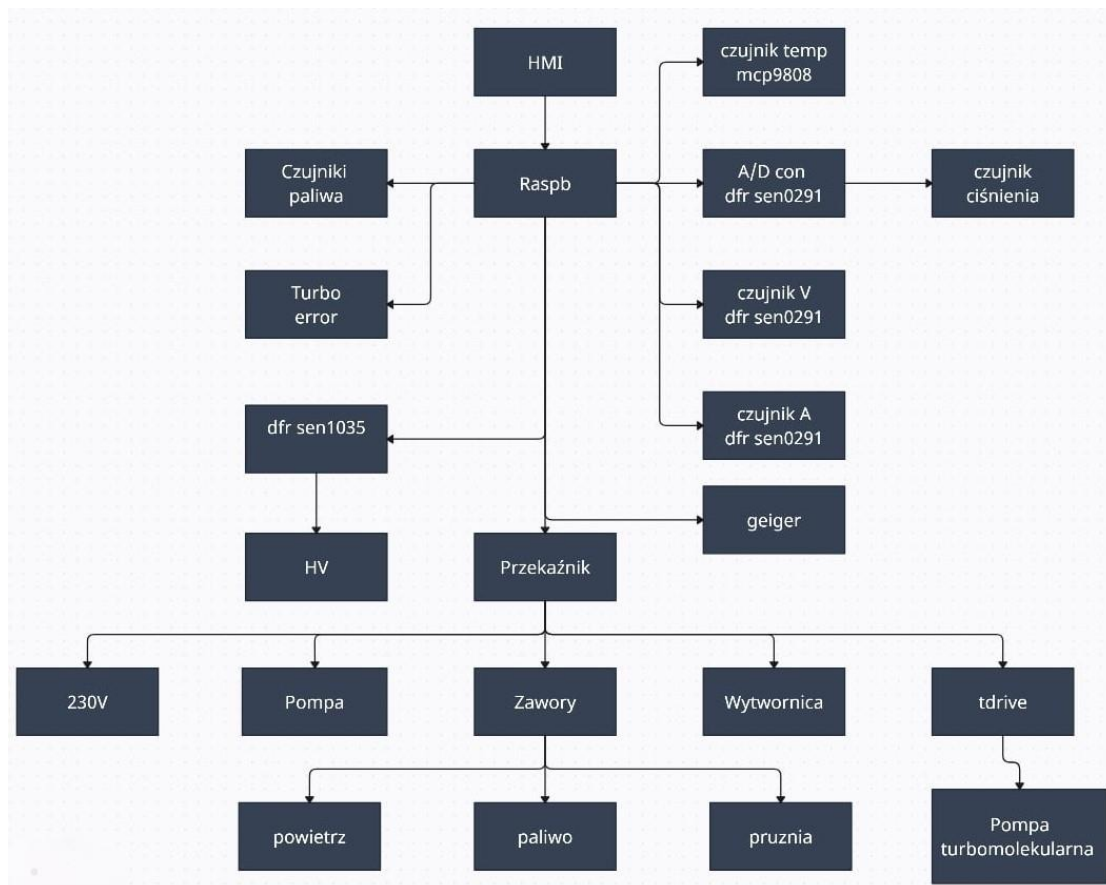 HMI
czujnik temp
mcp9808
Czujniki
paliwa
Raspb
A/D con
dfr sen0291
czujnik
ciśnienia
Turbo
error
czujnik V
dfr sen0291
dfr sen1035
czujnik A
dfr sen0291
geiger
HV
Przekaźnik
230V
Pompa
Zawory
Wytwornica
tdrive
powietrz
paliwo
pruznia
Pompa
turbomolekularna